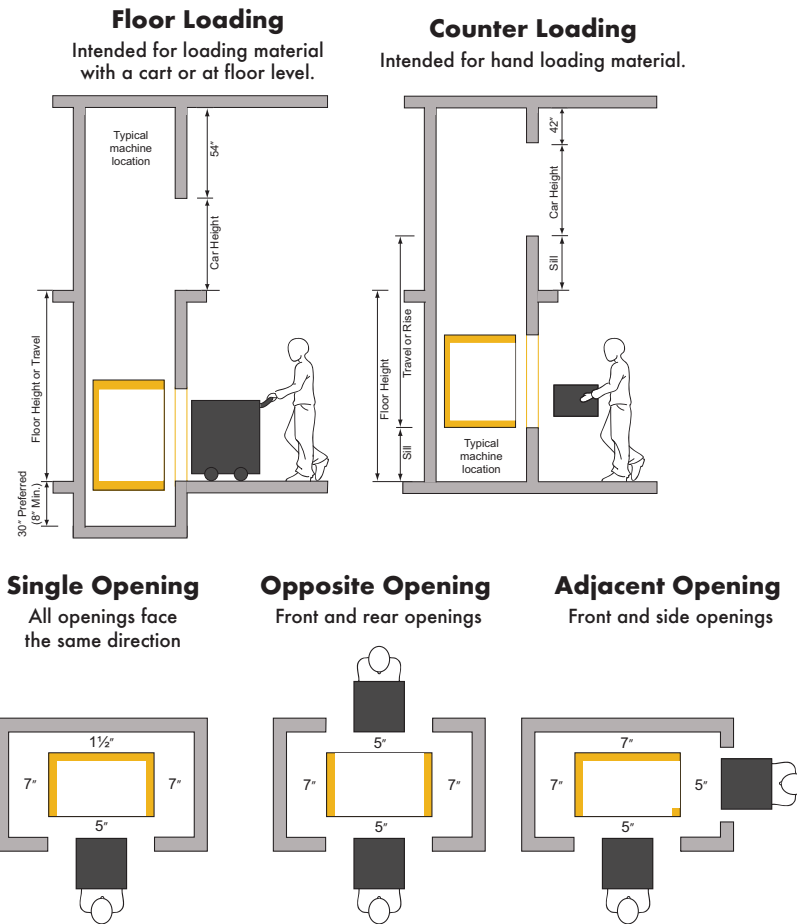 Floor Loading
Intended for loading material
with a cart or at floor level.
Typical
machine
location
54″
Car Height
Floor Height or Travel
30″ Preferred
(8″ Min.)
Counter Loading
Intended for hand loading material.
42″
Car Height
Sill
Travel or Rise
Floor Height
Sill
Typical
machine
location
Single Opening
All openings face
the same direction
1½″
7″
7″
5″
Opposite Opening
Front and rear openings
5″
7″
7″
5″
Adjacent Opening
Front and side openings
7″
7″
5″
5″